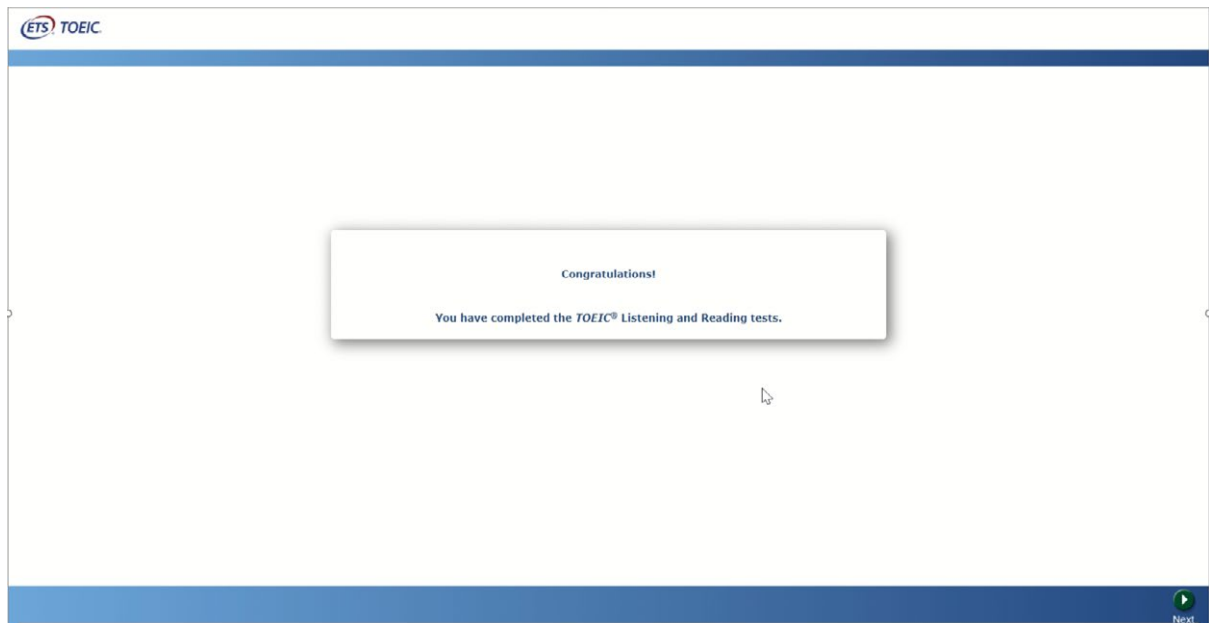 ETS TOEIC
Congratulations!
You have completed the TOEIC® Listening and Reading tests.
Next